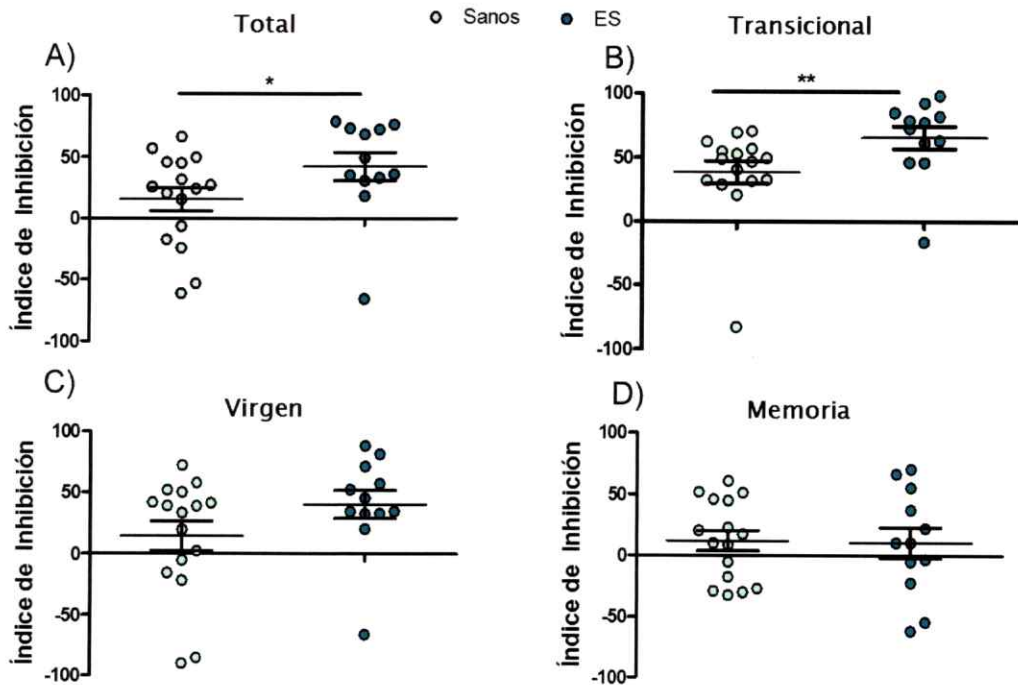 Total
Sanos
ES
Transicional
A)
*
Índice de Inhibición
100
50
0
-50
-100
B)
**
Índice de Inhibición
100
50
0
-50
-100
C)
Virgen
Índice de Inhibición
100
50
0
-50
-100
D)
Memoria
Índice de Inhibición
100
50
0
-50
-100